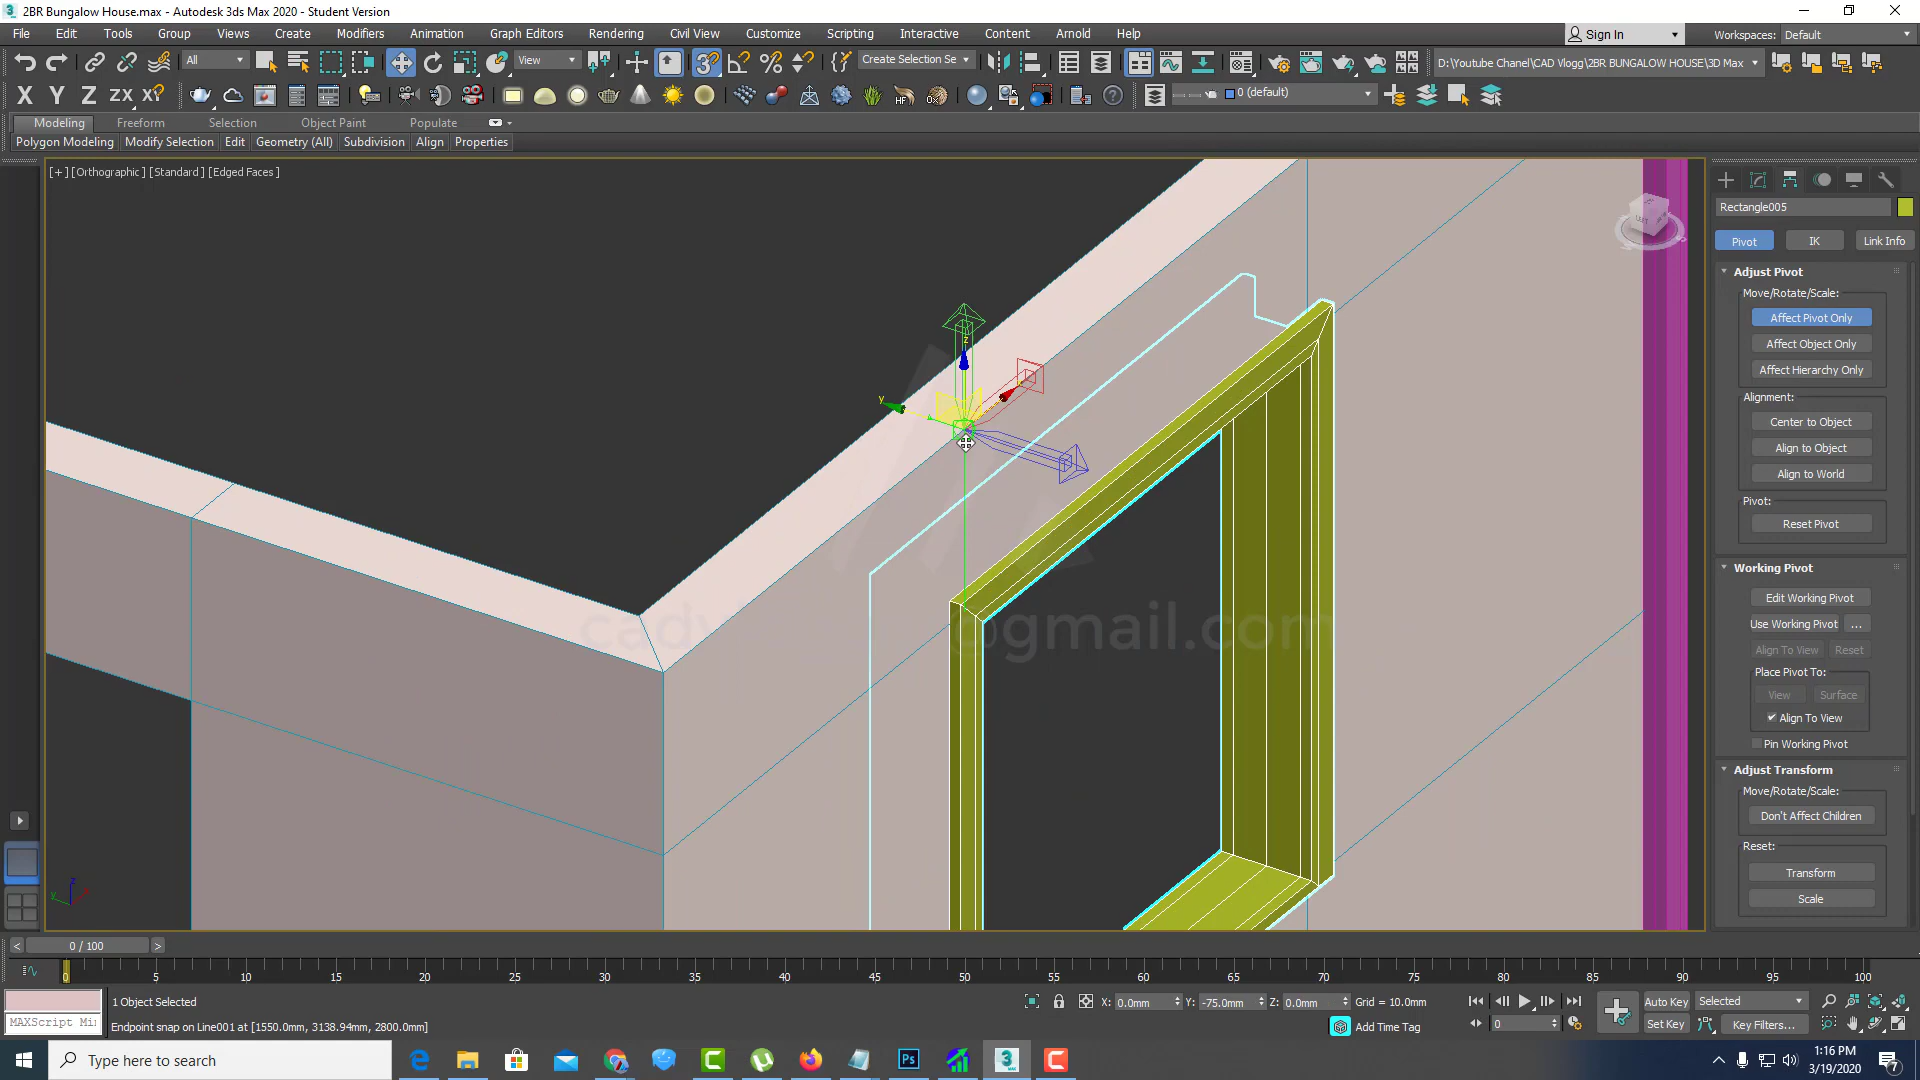 2BR Bungalow House.max - Autodesk 3ds Max 2020 - Student Version
File Edit Tools Group Views Create Modifiers Animation Graph Editors Rendering Civil View Customize Scripting Interactive Content Arnold Help
Sign In
Workspaces: Default
All
View
Create Selection Se
D:\Youtube Chanel\CAD Vlogg\2BR BUNGALOW HOUSE\3D Max
X Y Z ZX X?
HF
0 (default)
Modeling Freeform Selection Object Paint Populate
Polygon Modeling Modify Selection Edit Geometry (All) Subdivision Align Properties
[+] [Orthographic] [Standard] [Edged Faces]
Rectangle005
Pivot IK Link Info
Adjust Pivot
Move/Rotate/Scale:
Affect Pivot Only
Affect Object Only
Affect Hierarchy Only
Alignment:
Center to Object
Align to Object
Align to World
Pivot:
Reset Pivot
Working Pivot
Edit Working Pivot
Use Working Pivot ...
Align To View Reset
Place Pivot To:
View Surface
Align To View
Pin Working Pivot
Adjust Transform
Move/Rotate/Scale:
Don't Affect Children
Reset:
Transform
Scale
z
y
@gmail.com
z
y
< 0 / 100 >
0 5 10 15 20 25 30 35 40 45 50 55 60 65 70 75 80 85 90 95 100
1 Object Selected
X: 0.0mm Y: -75.0mm Z: 0.0mm Grid = 10.0mm
Auto Key Selected
MAXScript Mi
Endpoint snap on Line001 at [1550.0mm, 3138.94mm, 2800.0mm]
Add Time Tag
0
Set Key Key Filters...
Type here to search
Ps
3
MAX
1:16 PM
3/19/2020
7